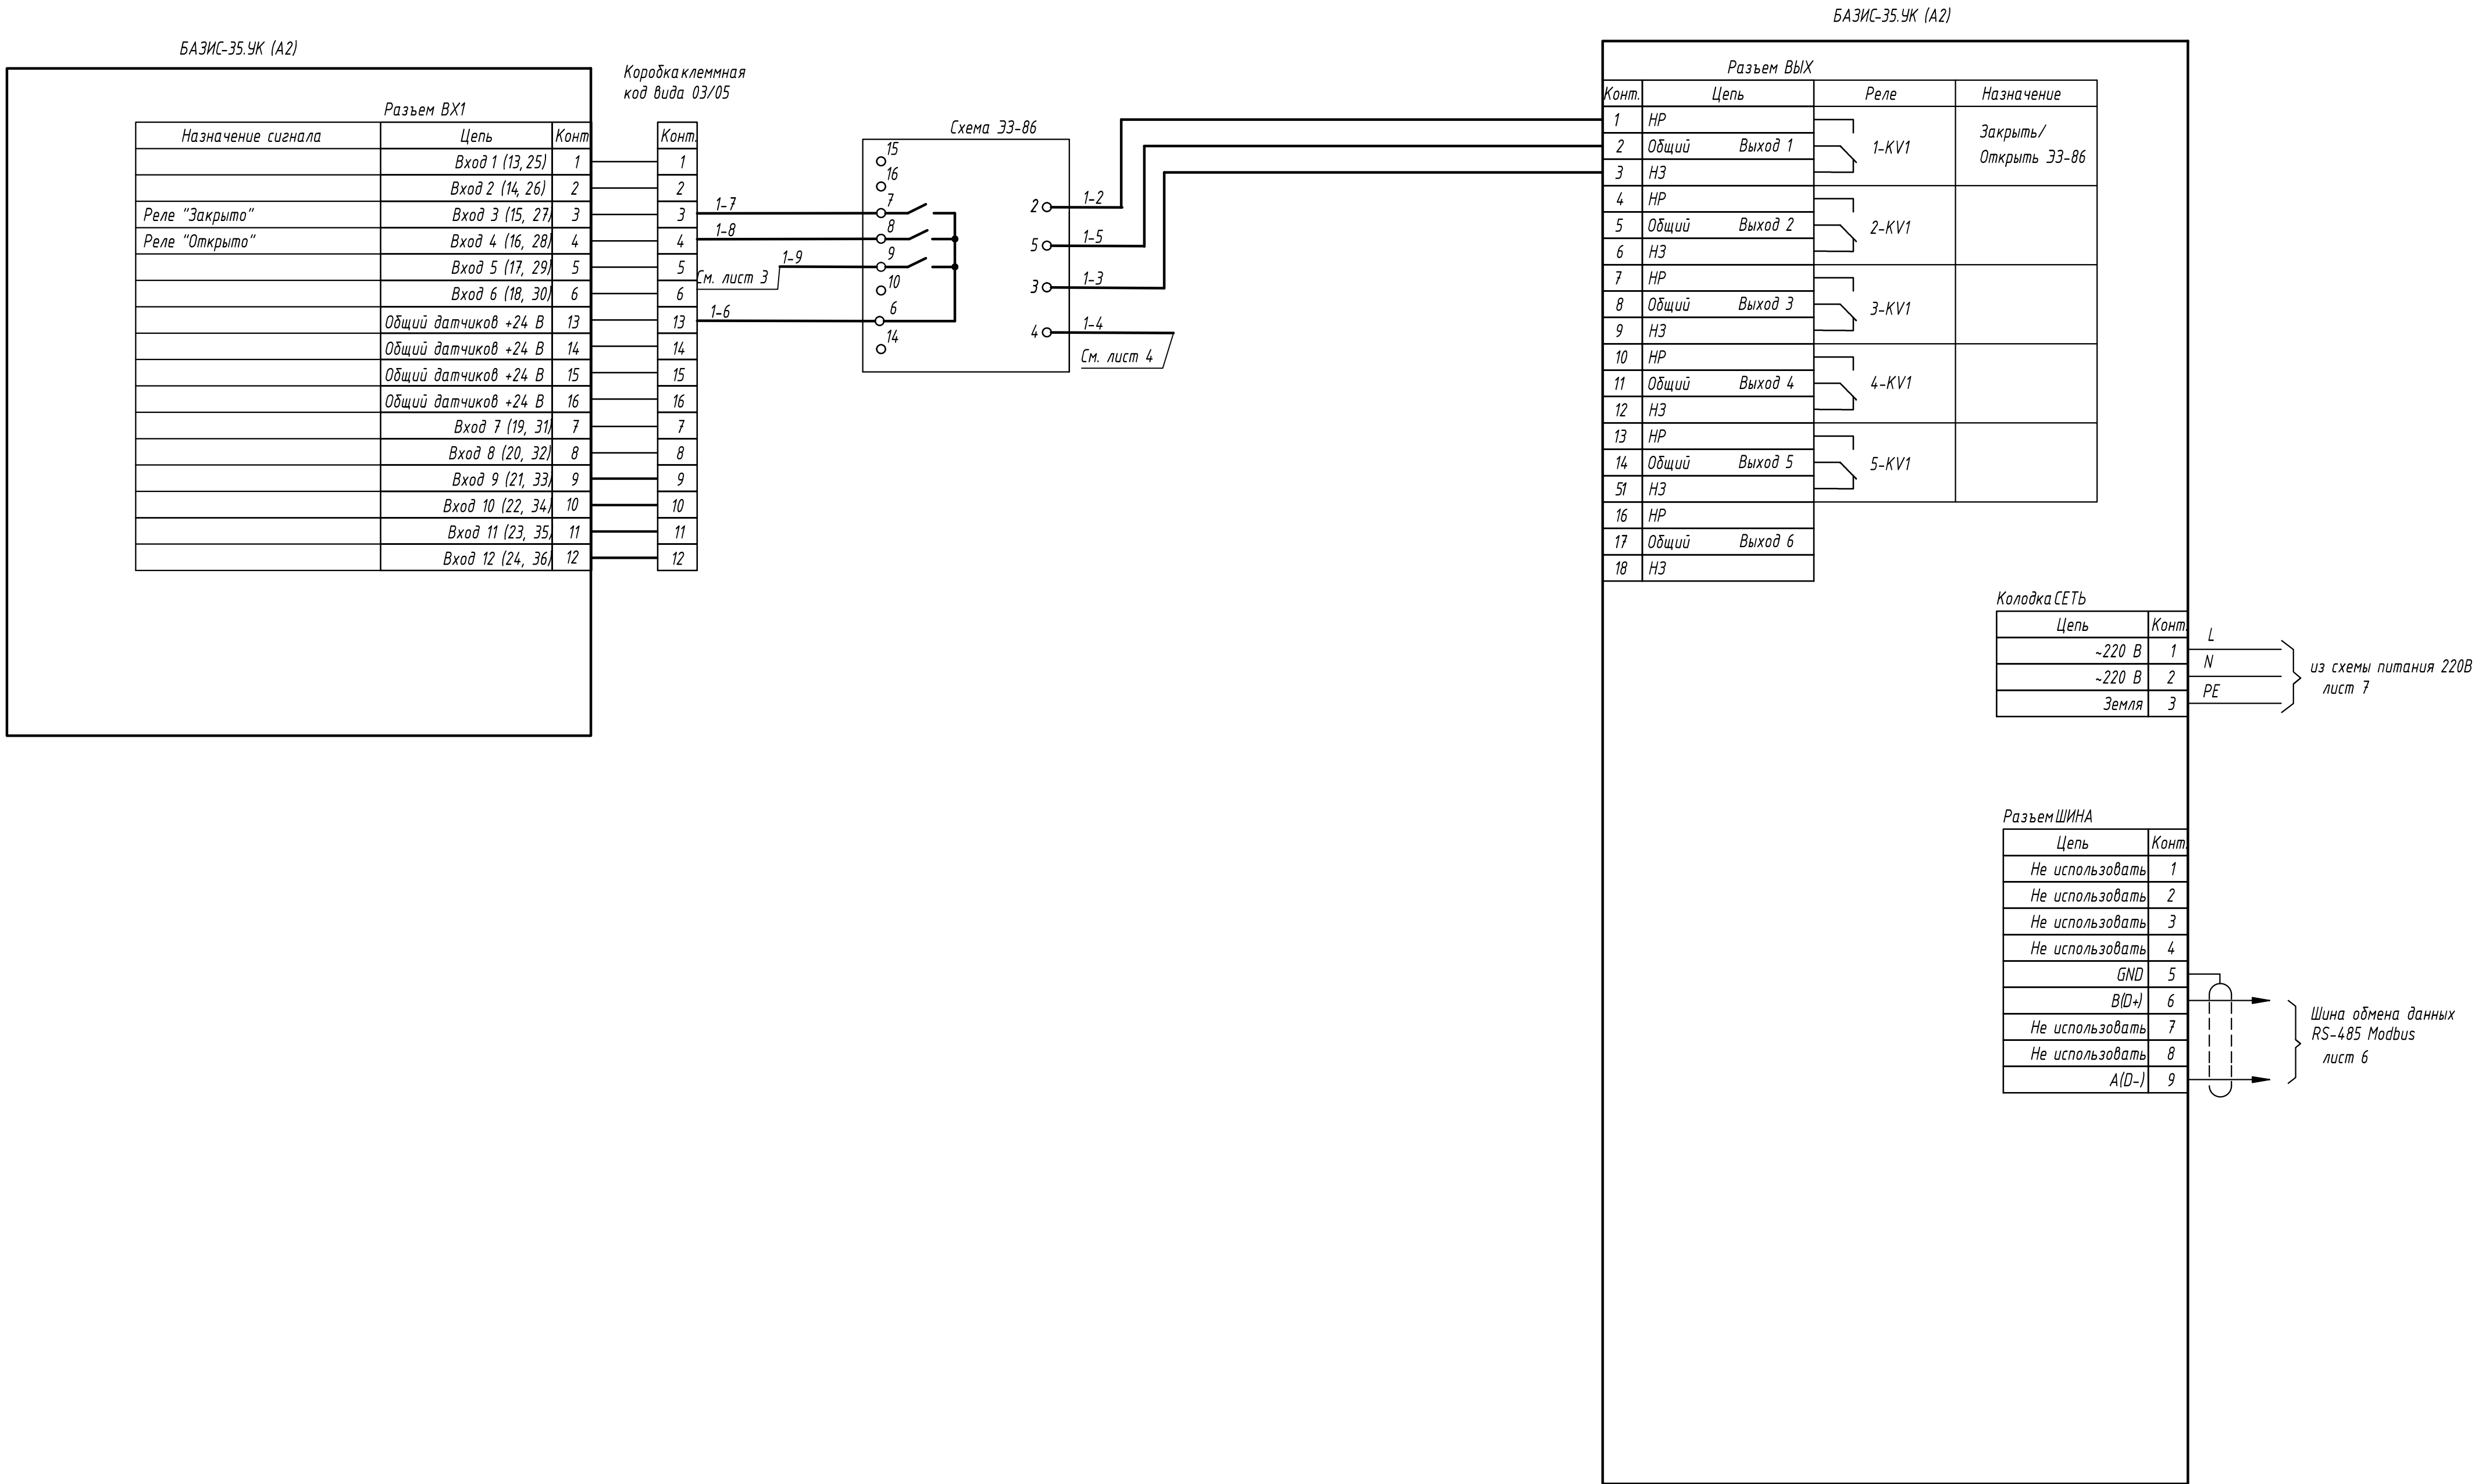 БАЗИС-35.УК (А2)
Разъем ВХ1
Назначение сигнала Цепь Конт
Вход 1 (13,25) 1
Вход 2 (14, 26) 2
Реле "Закрыто" Вход 3 (15, 27) 3
Реле "Открыто" Вход 4 (16, 28) 4
Вход 5 (17, 29) 5
Вход 6 (18, 30) 6
Общий датчиков +24 В 13
Общий датчиков +24 В 14
Общий датчиков +24 В 15
Общий датчиков +24 В 16
Вход 7 (19, 31) 7
Вход 8 (20, 32) 8
Вход 9 (21, 33) 9
Вход 10 (22, 34) 10
Вход 11 (23, 35) 11
Вход 12 (24, 36) 12
Коробка клеммная
код вида 03/05
Конт.
1
2
3
4
5
6
13
14
15
16
7
8
9
10
11
12
1-7
1-8
1-9
См. лист 3
1-6
Схема ЭЗ-86
15
16
7
8
9
10
6
14
2 1-2
5 1-5
3 1-3
4 1-4
См. лист 4
БАЗИС-35.УК (А2)
Разъем ВЫХ
Конт. Цепь Реле Назначение
1 НР
2 Общий Выход 1 1-KV1
3 НЗ
Закрыть/
Открыть ЭЗ-86
4 НР
5 Общий Выход 2 2-KV1
6 НЗ
7 НР
8 Общий Выход 3 3-KV1
9 НЗ
10 НР
11 Общий Выход 4 4-KV1
12 НЗ
13 НР
14 Общий Выход 5 5-KV1
51 НЗ
16 НР
17 Общий Выход 6
18 НЗ
Колодка СЕТЬ
Цепь Конт.
~220 В 1 L
~220 В 2 N
Земля 3 PE
из схемы питания 220В
лист 7
Разъем ШИНА
Цепь Конт.
Не использовать 1
Не использовать 2
Не использовать 3
Не использовать 4
GND 5
B(D+) 6
Не использовать 7
Не использовать 8
A(D-) 9
Шина обмена данных
RS-485 Modbus
лист 6